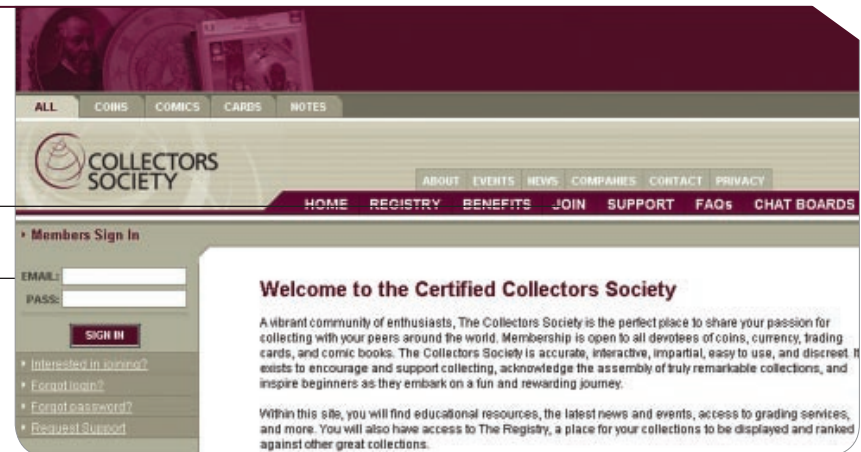 ALL COINS COMICS CARDS NOTES
COLLECTORS
SOCIETY
ABOUT EVENTS NEWS COMPANIES CONTACT PRIVACY
HOME REGISTRY BENEFITS JOIN SUPPORT FAQs CHAT BOARDS
Members Sign In
EMAIL:
PASS:
SIGN IN
Interested in joining?
Forgot login?
Forgot password?
Request Support
Welcome to the Certified Collectors Society
A vibrant community of enthusiasts, The Collectors Society is the perfect place to share your passion for
collecting with your peers around the world. Membership is open to all devotees of coins, currency, trading
cards, and comic books. The Collectors Society is accurate, interactive, impartial, easy to use, and discreet. It
exists to encourage and support collecting, acknowledge the assembly of truly remarkable collections, and
inspire beginners as they embark on a fun and rewarding journey.
Within this site, you will find educational resources, the latest news and events, access to grading services,
and more. You will also have access to The Registry, a place for your collections to be displayed and ranked
against other great collections.